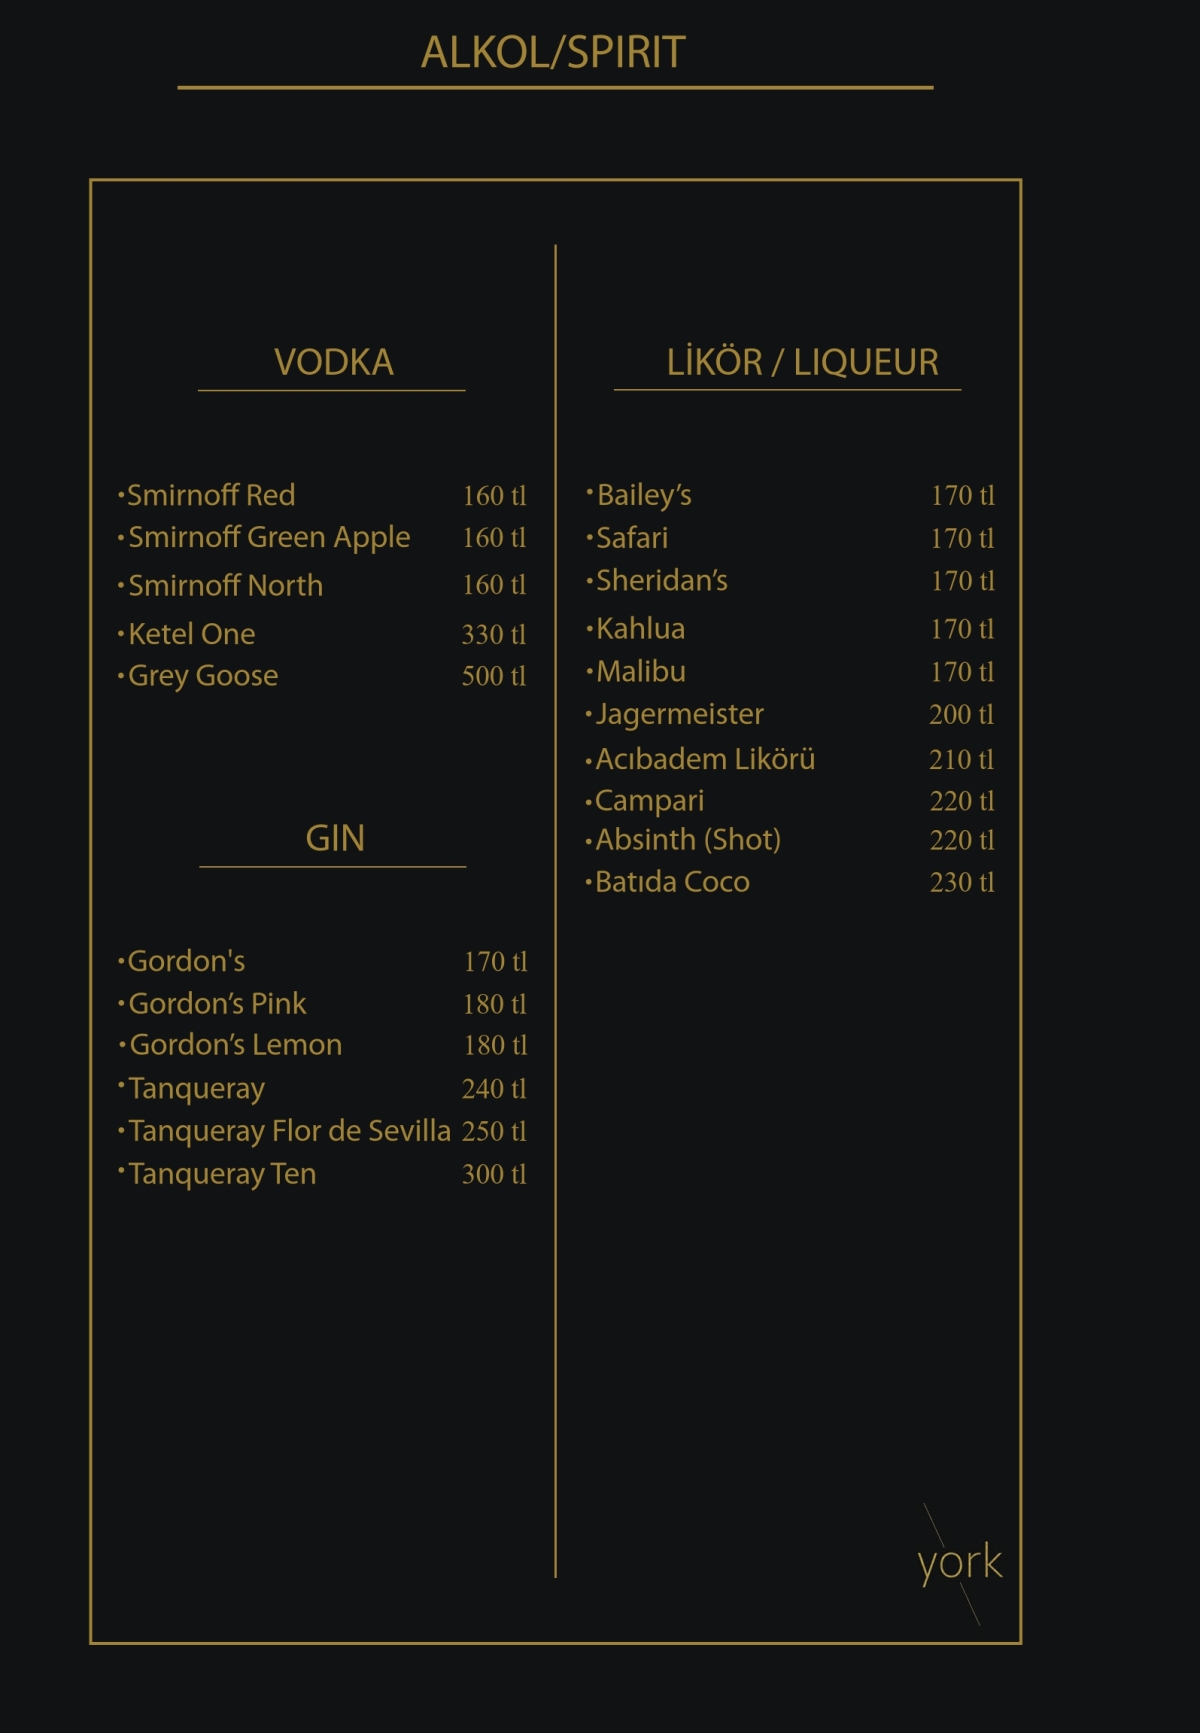 ALKOL/SPIRIT
VODKA
•Smirnoff Red 160 tl
•Smirnoff Green Apple 160 tl
•Smirnoff North 160 tl
•Ketel One 330 tl
•Grey Goose 500 tl
GIN
•Gordon's 170 tl
•Gordon’s Pink 180 tl
•Gordon’s Lemon 180 tl
•Tanqueray 240 tl
•Tanqueray Flor de Sevilla 250 tl
•Tanqueray Ten 300 tl
LİKÖR / LIQUEUR
•Bailey’s 170 tl
•Safari 170 tl
•Sheridan’s 170 tl
•Kahlua 170 tl
•Malibu 170 tl
•Jagermeister 200 tl
•Acıbadem Likörü 210 tl
•Campari 220 tl
•Absinth (Shot) 220 tl
•Batıda Coco 230 tl
york